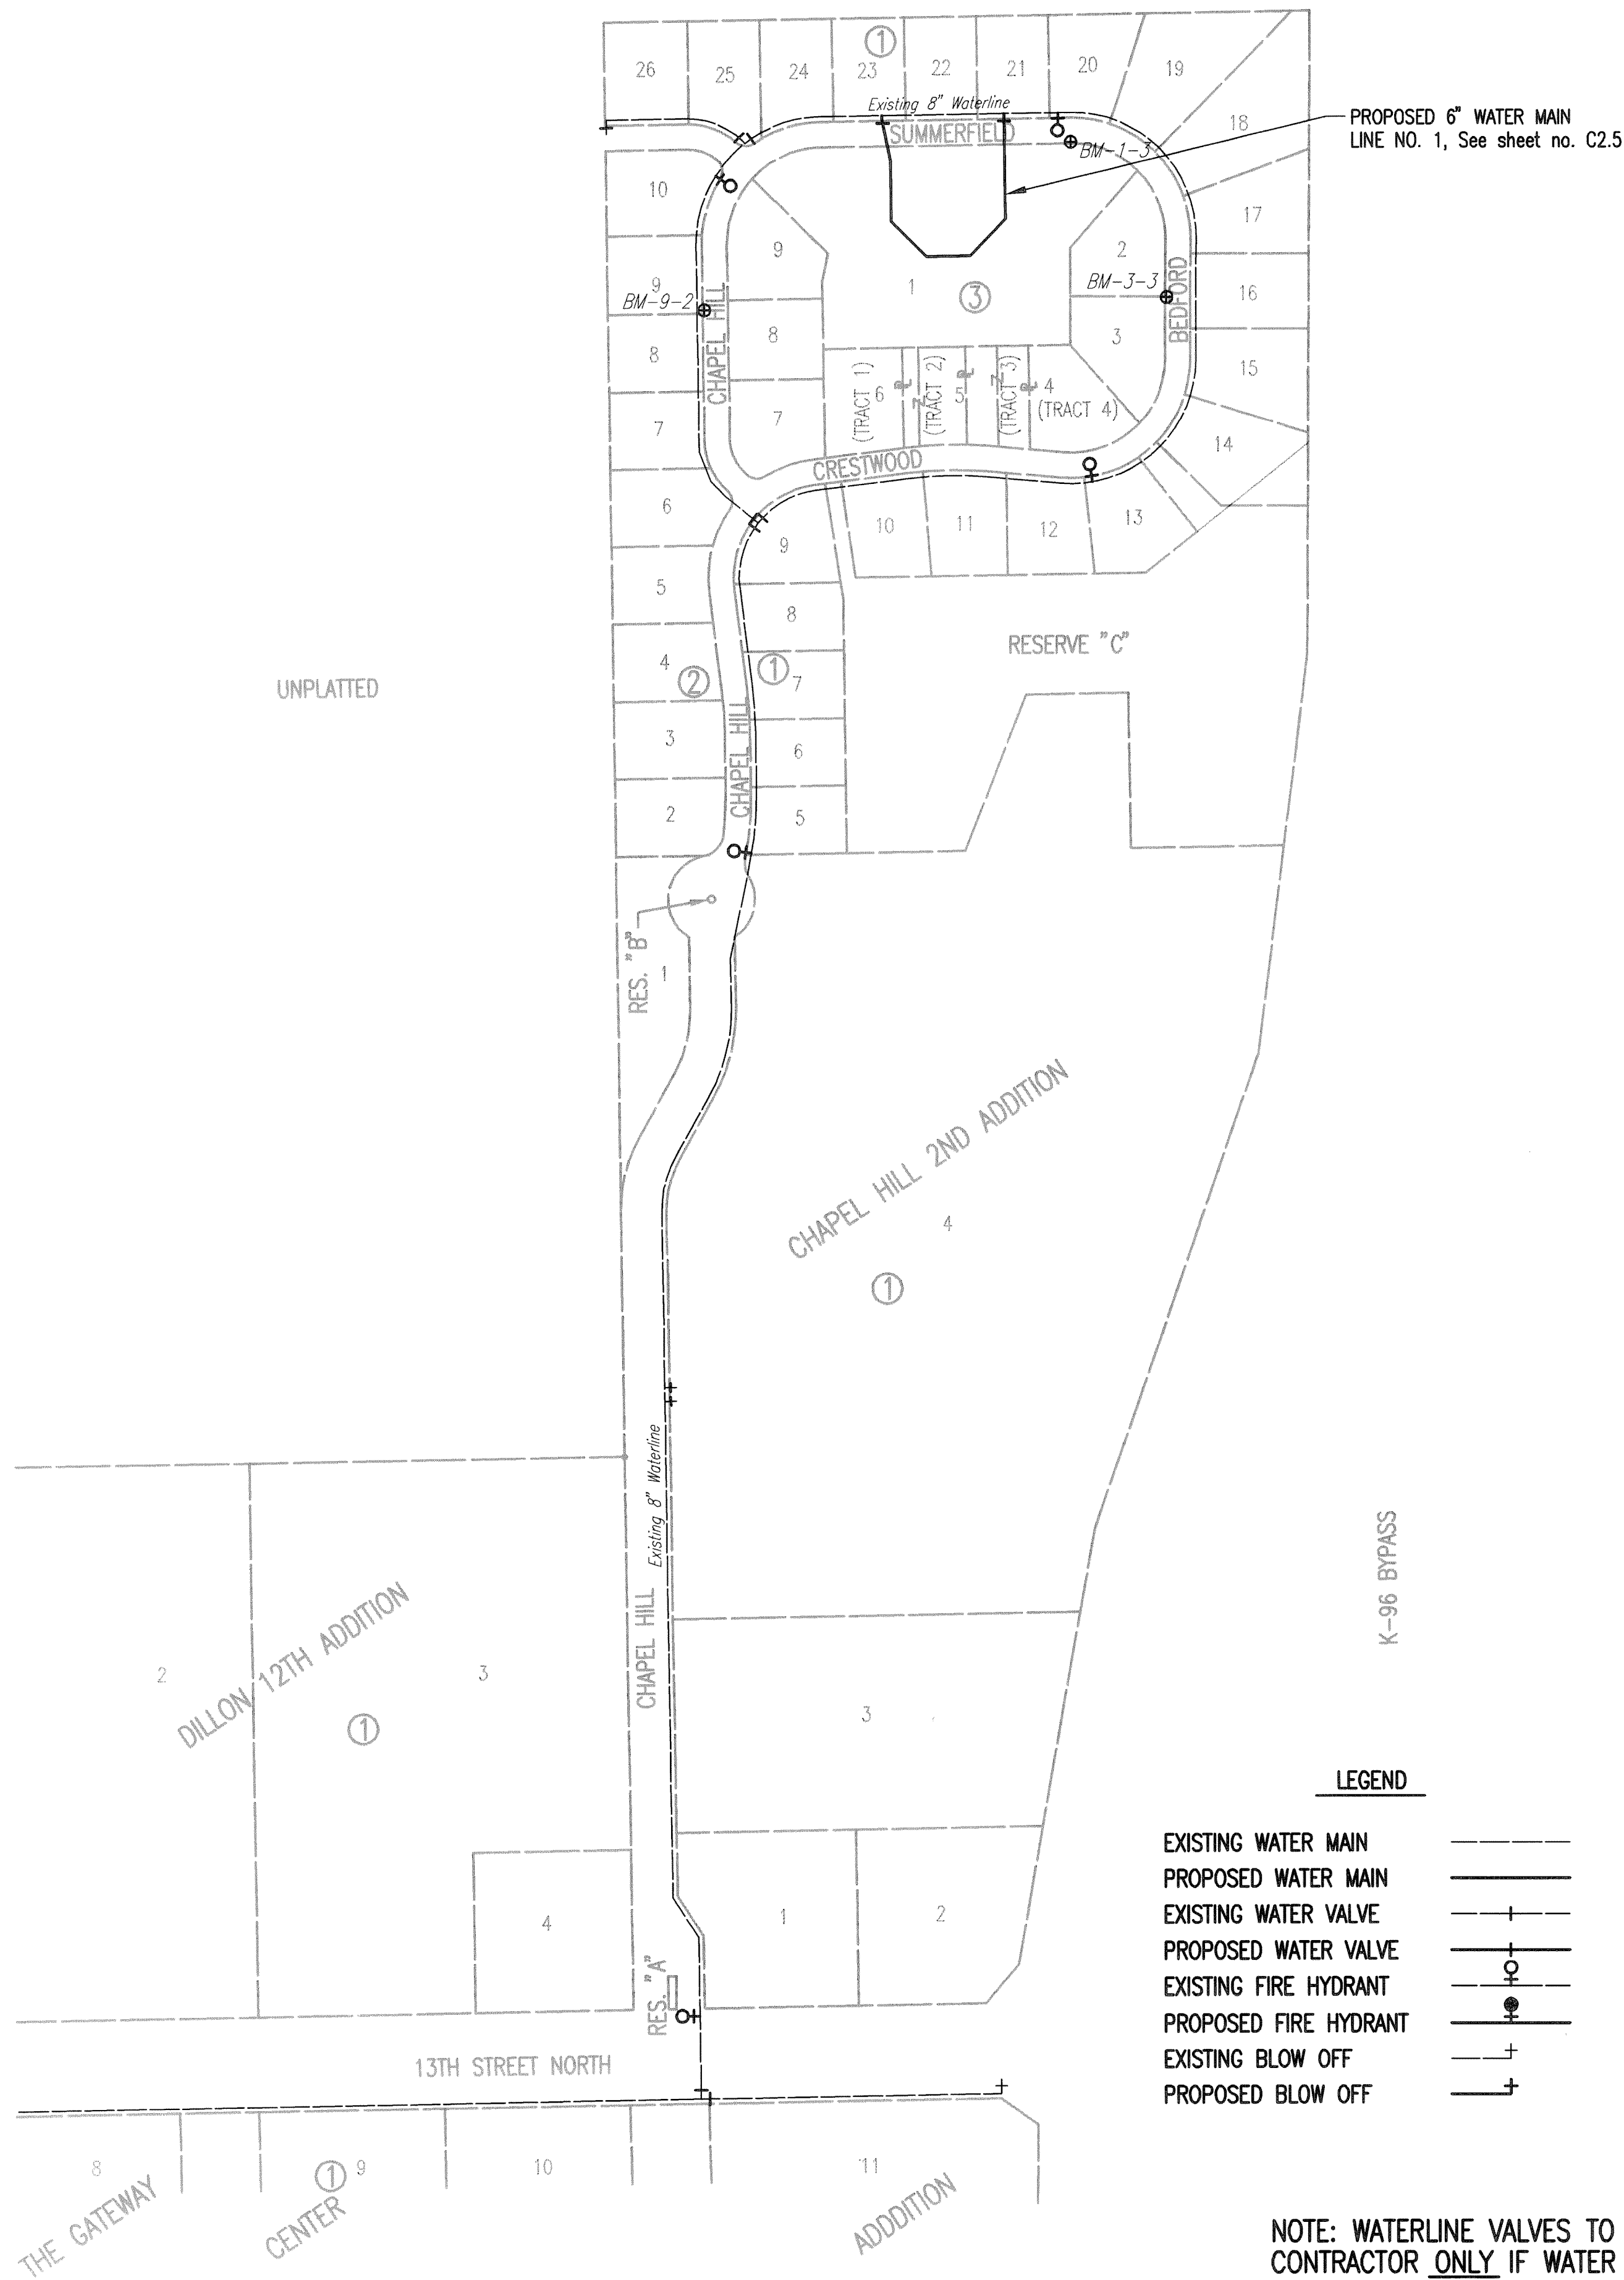 ①
26
25
24
23
22
21
20
19
18
Existing 8" Waterline
SUMMERFIELD
BM-1-3
PROPOSED 6" WATER MAIN
LINE NO. 1, See sheet no. C2.5
10
9
2
17
BM-9-2
9
CHAPEL HILL
1
③
BM-3-3
BEDFORD
16
8
8
3
15
7
7
(TRACT 1)
6
(TRACT 2)
5
(TRACT 3)
4
(TRACT 4)
14
CRESTWOOD
6
9
10
11
12
13
5
8
4
②
①
7
RESERVE "C"
UNPLATTED
3
CHAPEL HILL
6
2
5
RES. "B"
1
CHAPEL HILL 2ND ADDITION
4
①
Existing 8" Waterline
CHAPEL HILL
K-96 BYPASS
DILLON 12TH ADDITION
2
3
①
3
4
1
2
RES. "A"
13TH STREET NORTH
8
①
9
10
11
THE GATEWAY
CENTER
ADDDITION
LEGEND
EXISTING WATER MAIN
PROPOSED WATER MAIN
EXISTING WATER VALVE
PROPOSED WATER VALVE
EXISTING FIRE HYDRANT
PROPOSED FIRE HYDRANT
EXISTING BLOW OFF
PROPOSED BLOW OFF
NOTE: WATERLINE VALVES TO
CONTRACTOR ONLY IF WATER